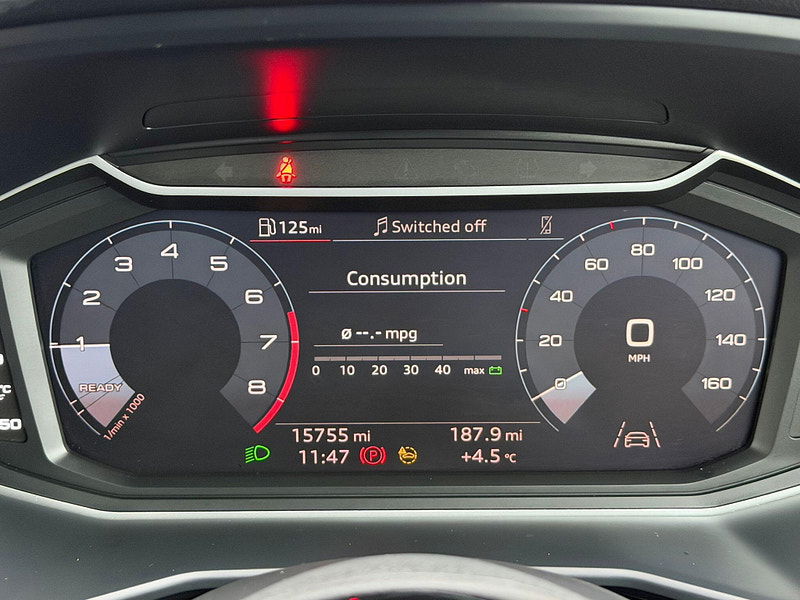 125mi
Switched off
Consumption
Ø --.- mpg
0 10 20 30 40 max
1 2 3 4 5 6 7 8
READY
1/min x 1000
0 20 40 60 80 100 120 140 160
0
MPH
15755 mi
187.9 mi
11:47
P
+4.5 °C
°C
50